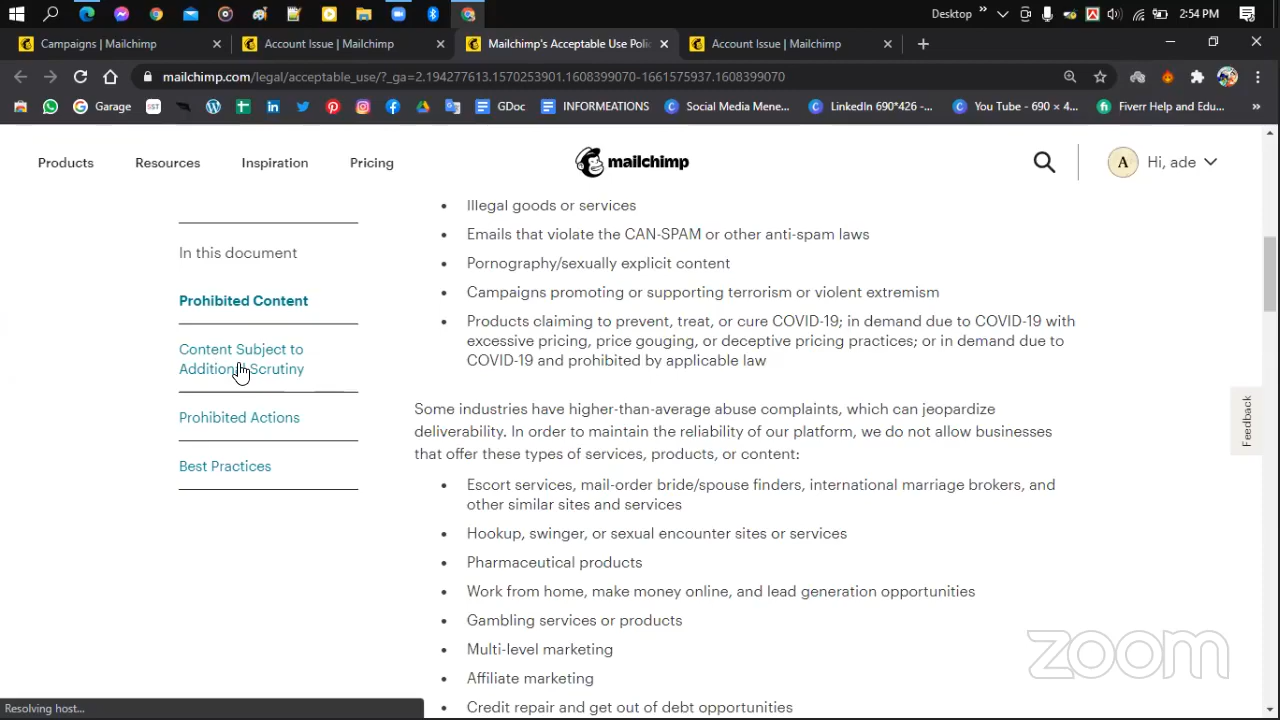 Desktop
2:54 PM
Campaigns | Mailchimp
Account Issue | Mailchimp
Mailchimp's Acceptable Use Polic
Account Issue | Mailchimp
mailchimp.com/legal/acceptable_use/?_ga=2.194277613.1570253901.1608399070-1661575937.1608399070
Garage
SST
GDoc
INFORMEATIONS
Social Media Mene...
LinkedIn 690*426 -...
You Tube - 690 × 4...
Fiverr Help and Edu...
Products
Resources
Inspiration
Pricing
mailchimp
A
Hi, ade
In this document
Prohibited Content
Content Subject to
Additional Scrutiny
Prohibited Actions
Best Practices
Illegal goods or services
Emails that violate the CAN-SPAM or other anti-spam laws
Pornography/sexually explicit content
Campaigns promoting or supporting terrorism or violent extremism
Products claiming to prevent, treat, or cure COVID-19; in demand due to COVID-19 with
excessive pricing, price gouging, or deceptive pricing practices; or in demand due to
COVID-19 and prohibited by applicable law
Some industries have higher-than-average abuse complaints, which can jeopardize
deliverability. In order to maintain the reliability of our platform, we do not allow businesses
that offer these types of services, products, or content:
Escort services, mail-order bride/spouse finders, international marriage brokers, and
other similar sites and services
Hookup, swinger, or sexual encounter sites or services
Pharmaceutical products
Work from home, make money online, and lead generation opportunities
Gambling services or products
Multi-level marketing
Affiliate marketing
Credit repair and get out of debt opportunities
Feedback
zoom
Resolving host...